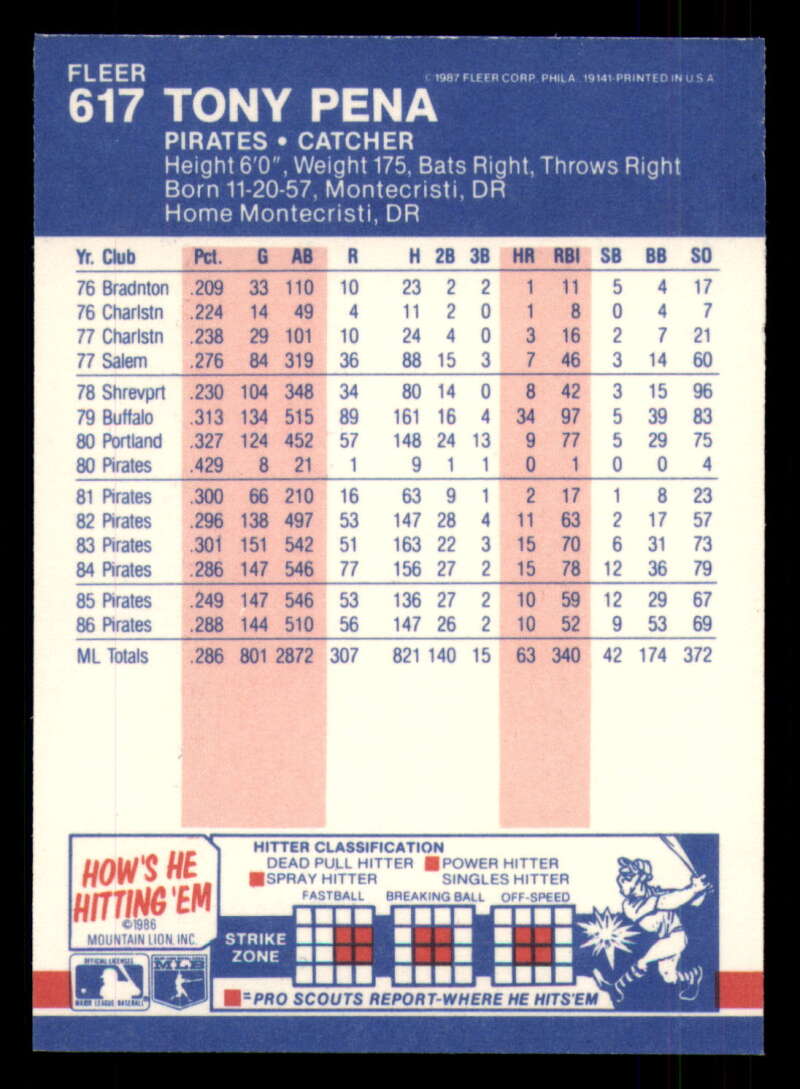 FLEER
© 1987 FLEER CORP. PHILA. 19141-PRINTED IN U.S.A
617 TONY PENA
PIRATES • CATCHER
Height 6'0", Weight 175, Bats Right, Throws Right
Born 11-20-57, Montecristi, DR
Home Montecristi, DR
Yr. Club Pct. G AB R H 2B 3B HR RBI SB BB SO
76 Bradnton .209 33 110 10 23 2 2 1 11 5 4 17
76 Charlstn .224 14 49 4 11 2 0 1 8 0 4 7
77 Charlstn .238 29 101 10 24 4 0 3 16 2 7 21
77 Salem .276 84 319 36 88 15 3 7 46 3 14 60
78 Shrevprt .230 104 348 34 80 14 0 8 42 3 15 96
79 Buffalo .313 134 515 89 161 16 4 34 97 5 39 83
80 Portland .327 124 452 57 148 24 13 9 77 5 29 75
80 Pirates .429 8 21 1 9 1 1 0 1 0 0 4
81 Pirates .300 66 210 16 63 9 1 2 17 1 8 23
82 Pirates .296 138 497 53 147 28 4 11 63 2 17 57
83 Pirates .301 151 542 51 163 22 3 15 70 6 31 73
84 Pirates .286 147 546 77 156 27 2 15 78 12 36 79
85 Pirates .249 147 546 53 136 27 2 10 59 12 29 67
86 Pirates .288 144 510 56 147 26 2 10 52 9 53 69
ML Totals .286 801 2872 307 821 140 15 63 340 42 174 372
HOW'S HE
HITTING 'EM
©1986
MOUNTAIN LION, INC.
HITTER CLASSIFICATION
DEAD PULL HITTER POWER HITTER
SPRAY HITTER SINGLES HITTER
FASTBALL BREAKING BALL OFF-SPEED
STRIKE
ZONE
=PRO SCOUTS REPORT-WHERE HE HITS'EM
OFFICIAL LICENSEE
MAJOR LEAGUE BASEBALL
MLB